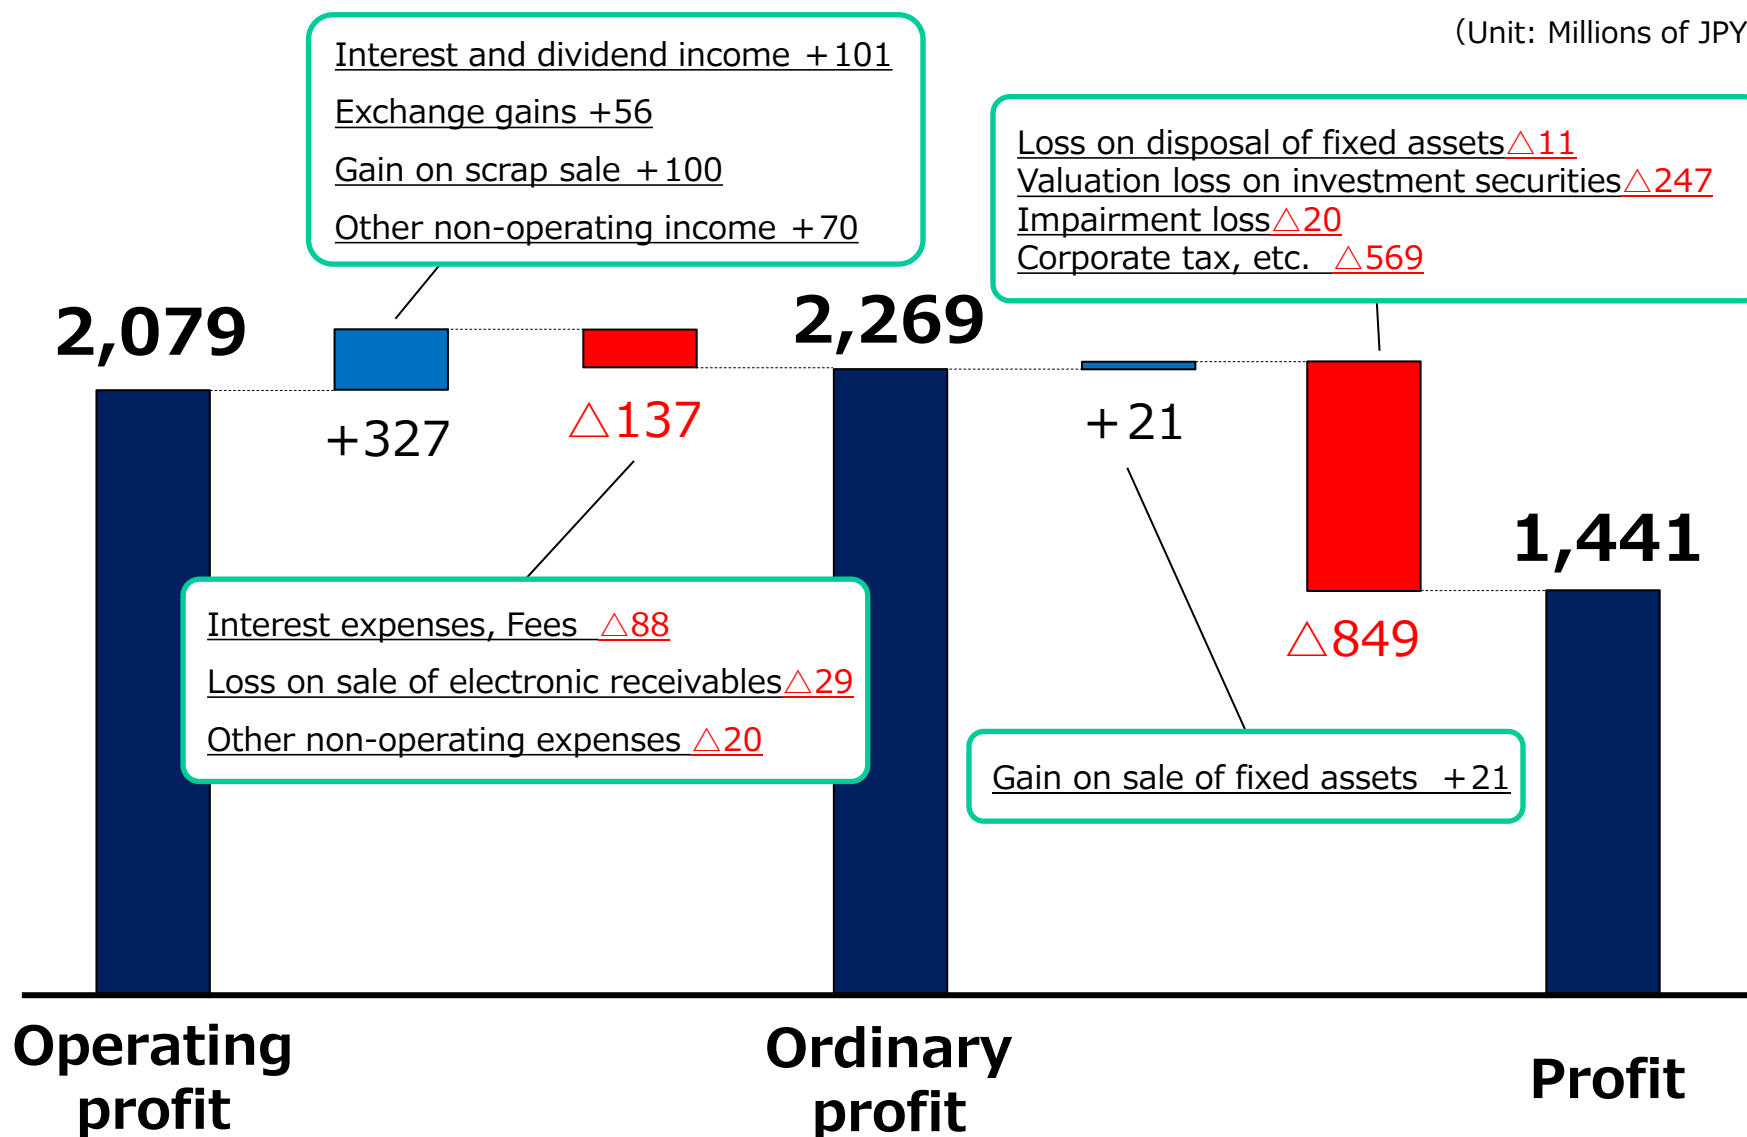 (Unit: Millions of JPY
Interest and dividend income +101
Exchange gains +56
Gain on scrap sale +100
Other non-operating income +70
Loss on disposal of fixed assets△11
Valuation loss on investment securities△247
Impairment loss△20
Corporate tax, etc. △569
2,079
+327
△137
2,269
+21
△849
1,441
Interest expenses, Fees △88
Loss on sale of electronic receivables△29
Other non-operating expenses △20
Gain on sale of fixed assets +21
Operating
profit
Ordinary
profit
Profit